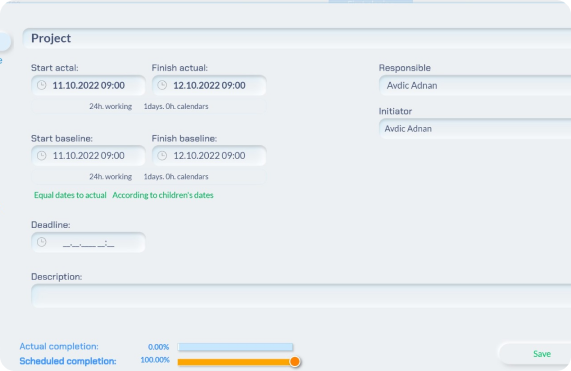 Project
Start actal: Finish actual: Responsible
11.10.2022 09:00 12.10.2022 09:00 Avdic Adnan
24h. working 1days. 0h. calendars
Initiator
Avdic Adnan
Start baseline: Finish baseline:
11.10.2022 09:00 12.10.2022 09:00
24h. working 1days. 0h. calendars
Equal dates to actual According to children's dates
Deadline:
__.__.____ __:__
Description:
Actual completion: 0.00%
Scheduled completion: 100.00%
Save